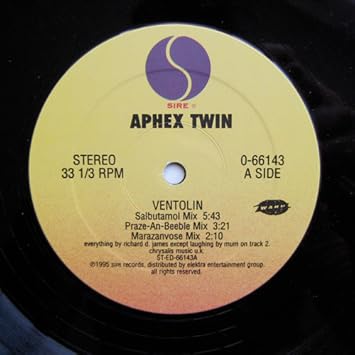 SIRE ®
APHEX TWIN
STEREO
33 1/3 RPM
0-66143
A SIDE
VENTOLIN
Salbutamol Mix 5:43
Praze-An-Beeble Mix 3:21
Marazanvose Mix 2:10
everything by richard d. james except laughing by mum on track 2.
chrysalis music u.k.
ST-ED-66143A
WARP
℗1995 sire records, distributed by elektra entertainment group.
all rights reserved.